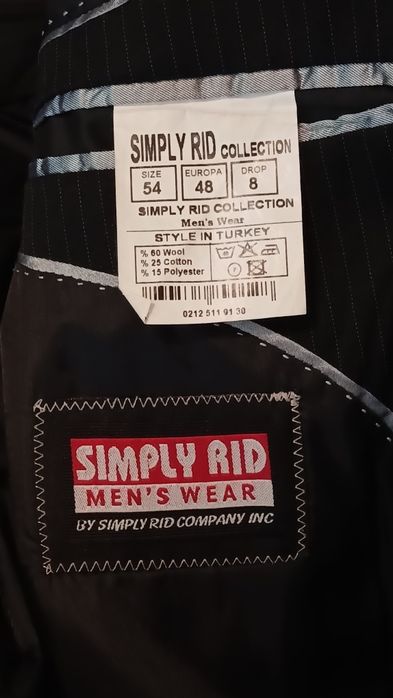 SIMPLY RID COLLECTION
SIZE EUROPA DROP
54 48 8
SIMPLY RID COLLECTION
Men's Wear
STYLE IN TURKEY
% 60 Wool
% 25 Cotton
% 15 Polyester
0212 511 91 30
SIMPLY RID
MEN'S WEAR
BY SIMPLY RID COMPANY INC